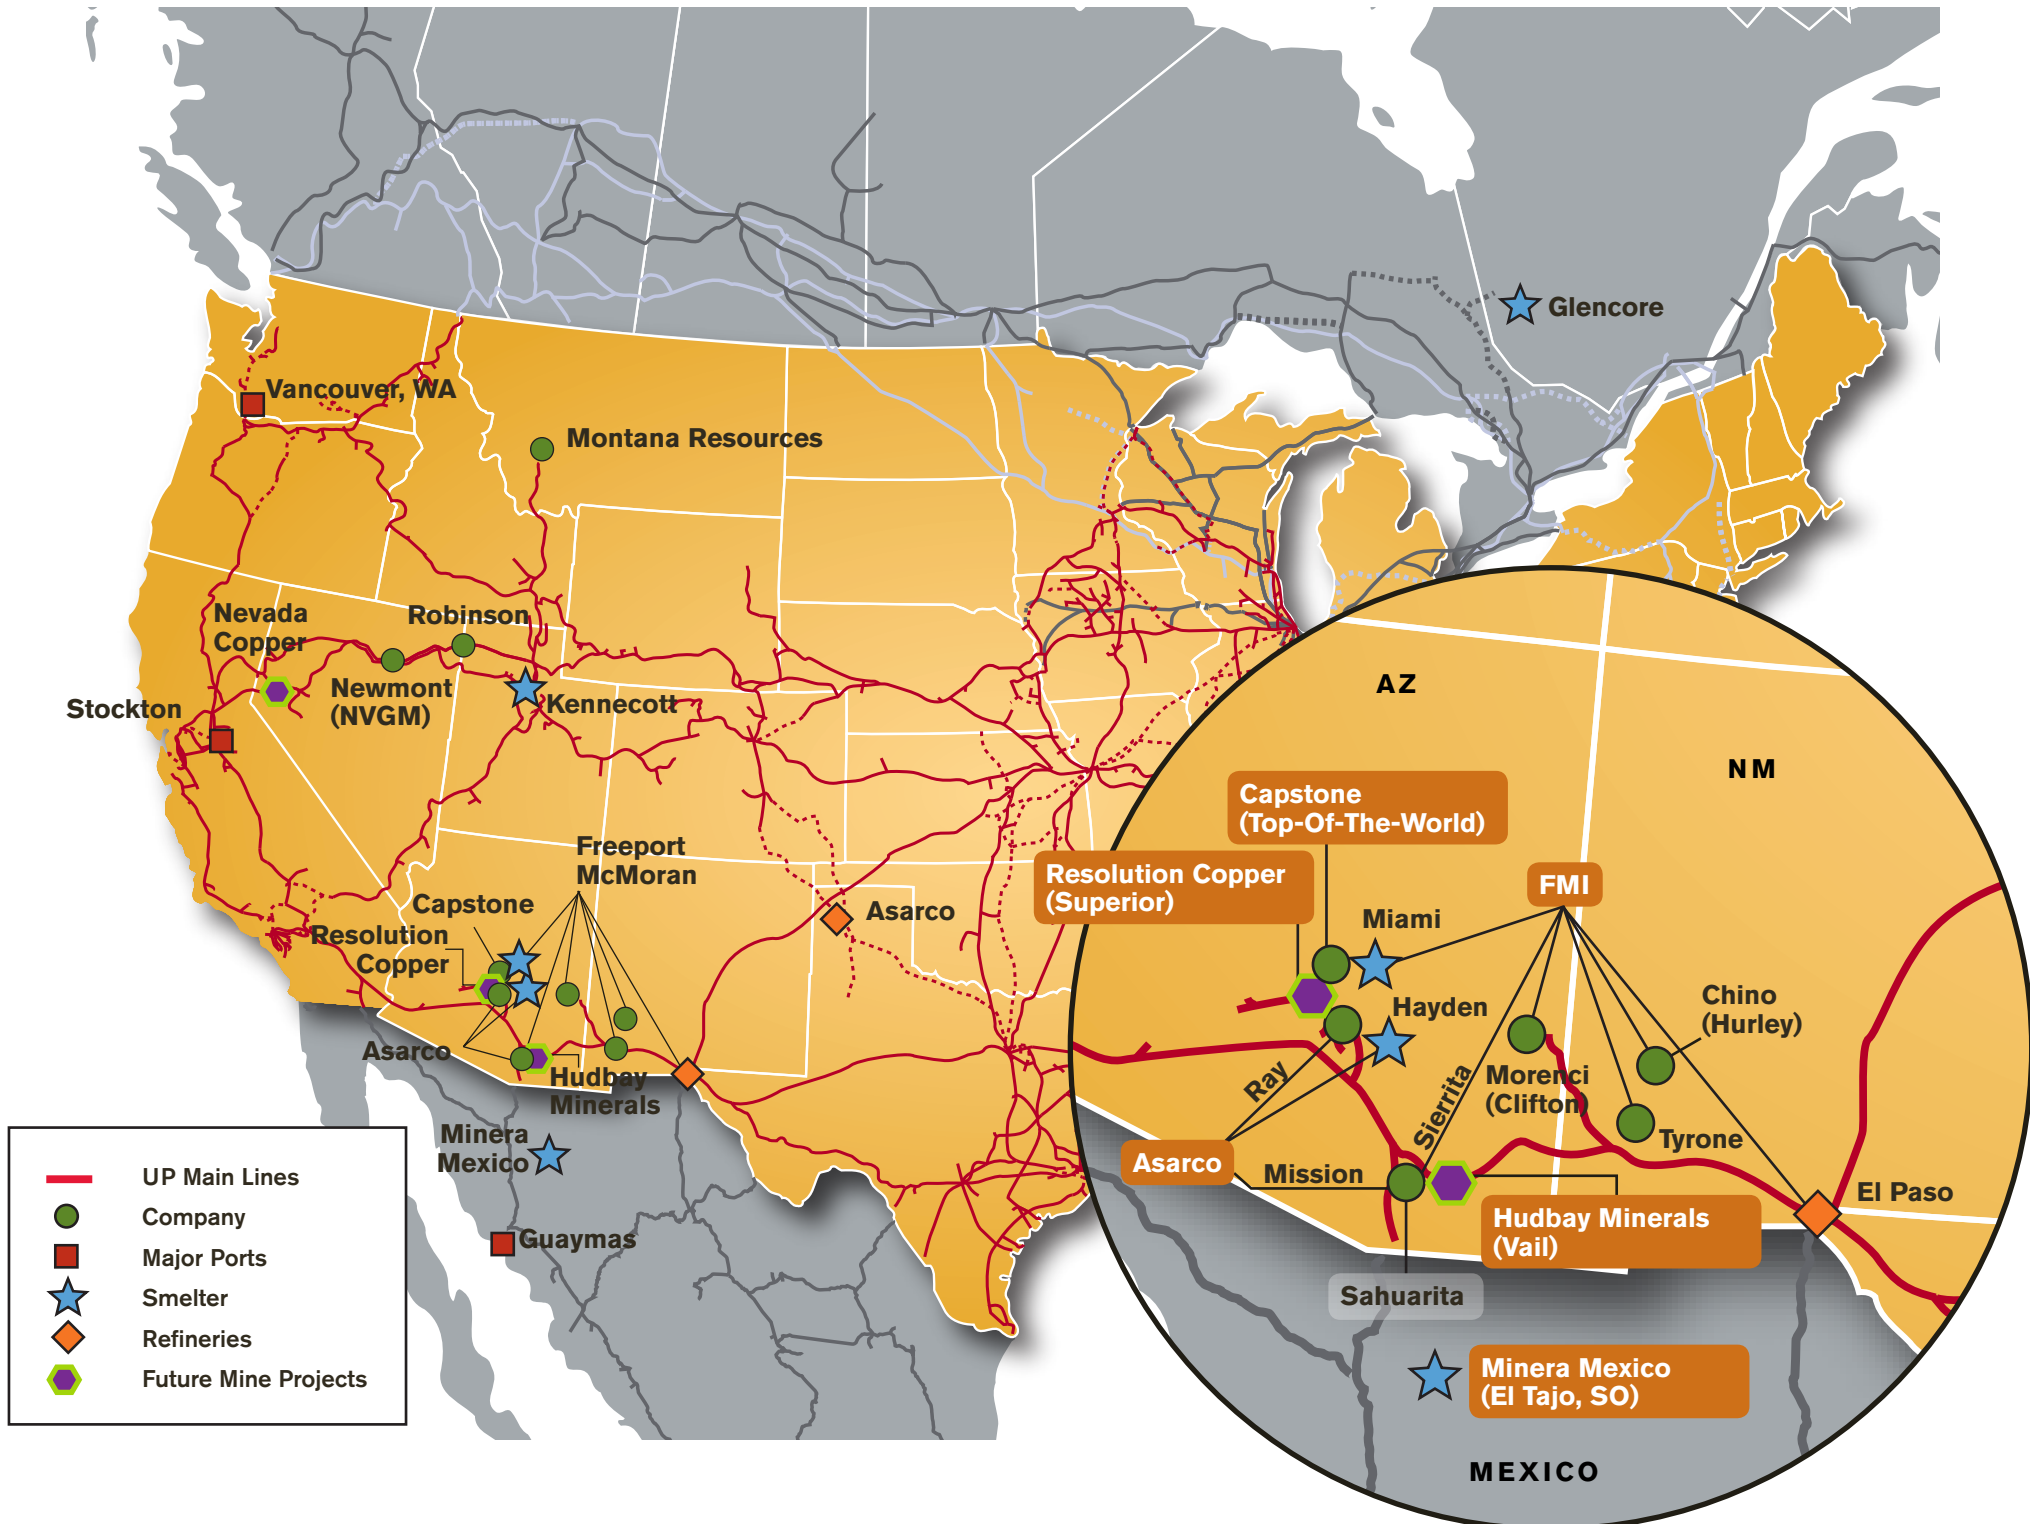 Glencore
Vancouver, WA
Montana Resources
Nevada
Copper
Robinson
Newmont
(NVGM)
Kennecott
Stockton
Freeport
McMoran
Capstone
Resolution
Copper
Asarco
Asarco
Hudbay
Minerals
Minera
Mexico
Guaymas
UP Main Lines
Company
Major Ports
Smelter
Refineries
Future Mine Projects
AZ
NM
Capstone
(Top-Of-The-World)
Resolution Copper
(Superior)
FMI
Miami
Hayden
Chino
(Hurley)
Ray
Sierrita
Morenci
(Clifton)
Tyrone
Asarco
Mission
El Paso
Hudbay Minerals
(Vail)
Sahuarita
Minera Mexico
(El Tajo, SO)
MEXICO